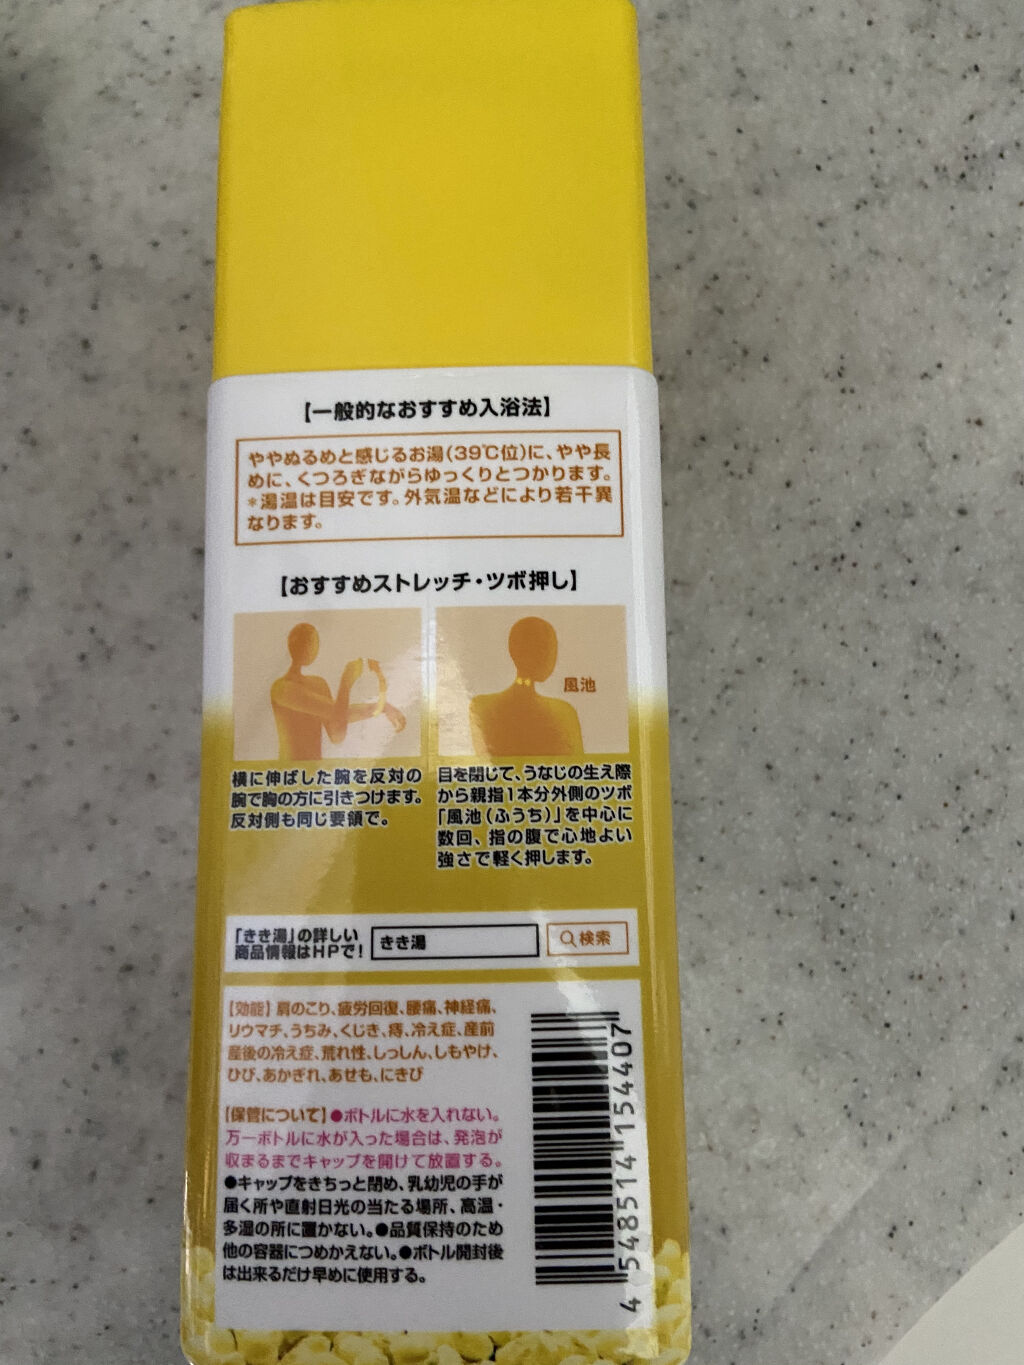 【一般的なおすすめ入浴法】
ややぬるめと感じるお湯(39℃位)に、やや長
めに、くつろぎながらゆっくりとつかります。
*湯温は目安です。外気温などにより若干異
なります。
【おすすめストレッチ・ツボ押し】
風池
横に伸ばした腕を反対の
腕で胸の方に引きつけます。
反対側も同じ要領で。
目を閉じて、うなじの生え際
から親指1本分外側のツボ
「風池(ふうち)」を中心に
数回、指の腹で心地よい
強さで軽く押します。
「きき湯」の詳しい
商品情報はHPで!
きき湯
検索
【効能】肩のこり、疲労回復、腰痛、神経痛、
リウマチ、うちみ、くじき、痔、冷え症、産前
産後の冷え症、荒れ性、しっしん、しもやけ、
ひび、あかぎれ、あせも、にきび
【保管について】●ボトルに水を入れない。
万一ボトルに水が入った場合は、発泡が
収まるまでキャップを開けて放置する。
●キャップをきちっと閉め、乳幼児の手が
届く所や直射日光の当たる場所、高温・
多湿の所に置かない。●品質保持のため
他の容器につめかえない。●ボトル開封後
は出来るだけ早めに使用する。
4 548514 154407